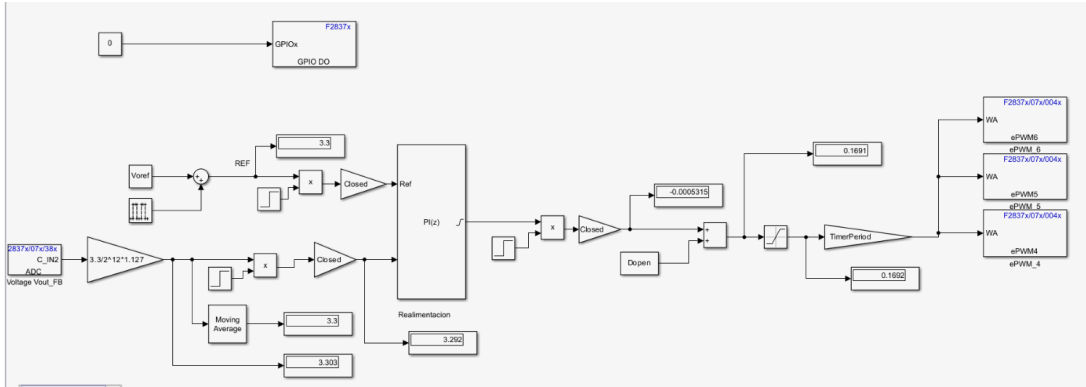 F2837x
0
GPIOx
GPIO DO
F2837x/07x/004x
WA
ePWM6
ePWM_6
3.3
0.1691
REF
F2837x/07x/004x
WA
ePWM5
ePWM_5
Voref
x
Closed
Ref
-0.0005315
F2837x/07x/004x
WA
ePWM4
ePWM_4
PI(z)
x
Closed
TimerPeriod
2837x/07x/38x
C_IN2
ADC
Voltage Vout_FB
3.3/2^12*1.127
x
Closed
Dopen
0.1692
Moving
Average
3.3
Realimentacion
3.292
3.303